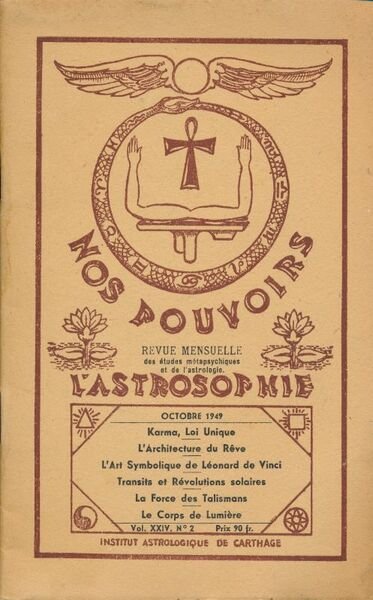 NOS POUVOIRS
REVUE MENSUELLE
des études métapsychiques
et de l'astrologie.
L'ASTROSOPHIE
OCTOBRE 1949
Karma, Loi Unique
L'Architecture du Rêve
L'Art Symbolique de Léonard de Vinci
Transits et Révolutions solaires
La Force des Talismans
Le Corps de Lumière
Vol. XXIV. N° 2 Prix 90 fr.
INSTITUT ASTROLOGIQUE DE CARTHAGE